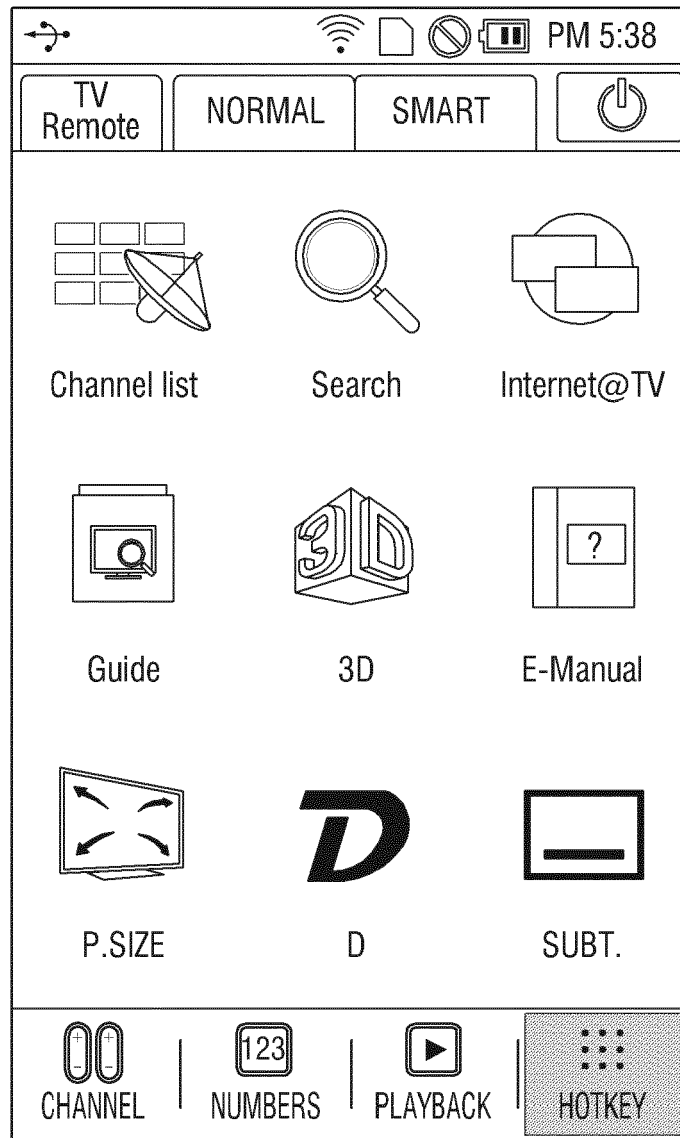 PM 5:38
TV
Remote
NORMAL
SMART
Channel list
Search
Internet@TV
?
3D
Guide
3D
E-Manual
D
P.SIZE
D
SUBT.
123
CHANNEL
NUMBERS
PLAYBACK
HOTKEY